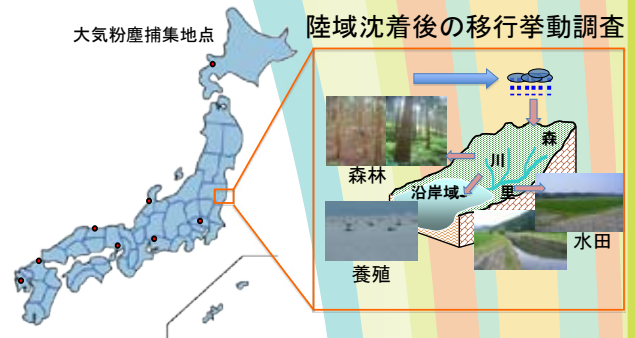 大気粉塵捕集地点
陸域沈着後の移行挙動調査
森
川
森林
沿岸域
里
水田
養殖